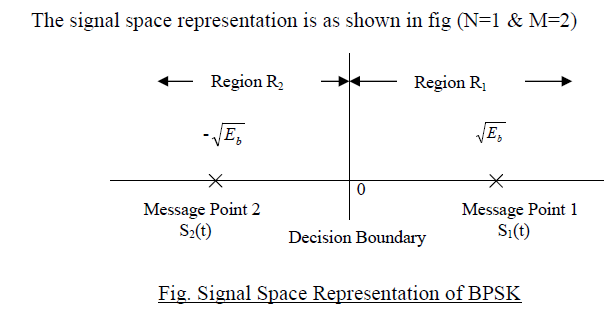 The signal space representation is as shown in fig (N=1 & M=2)
Region R₂ Region R₁
-√E_b √E_b
0
Message Point 2 Message Point 1
S₂(t) S₁(t)
Decision Boundary
Fig. Signal Space Representation of BPSK